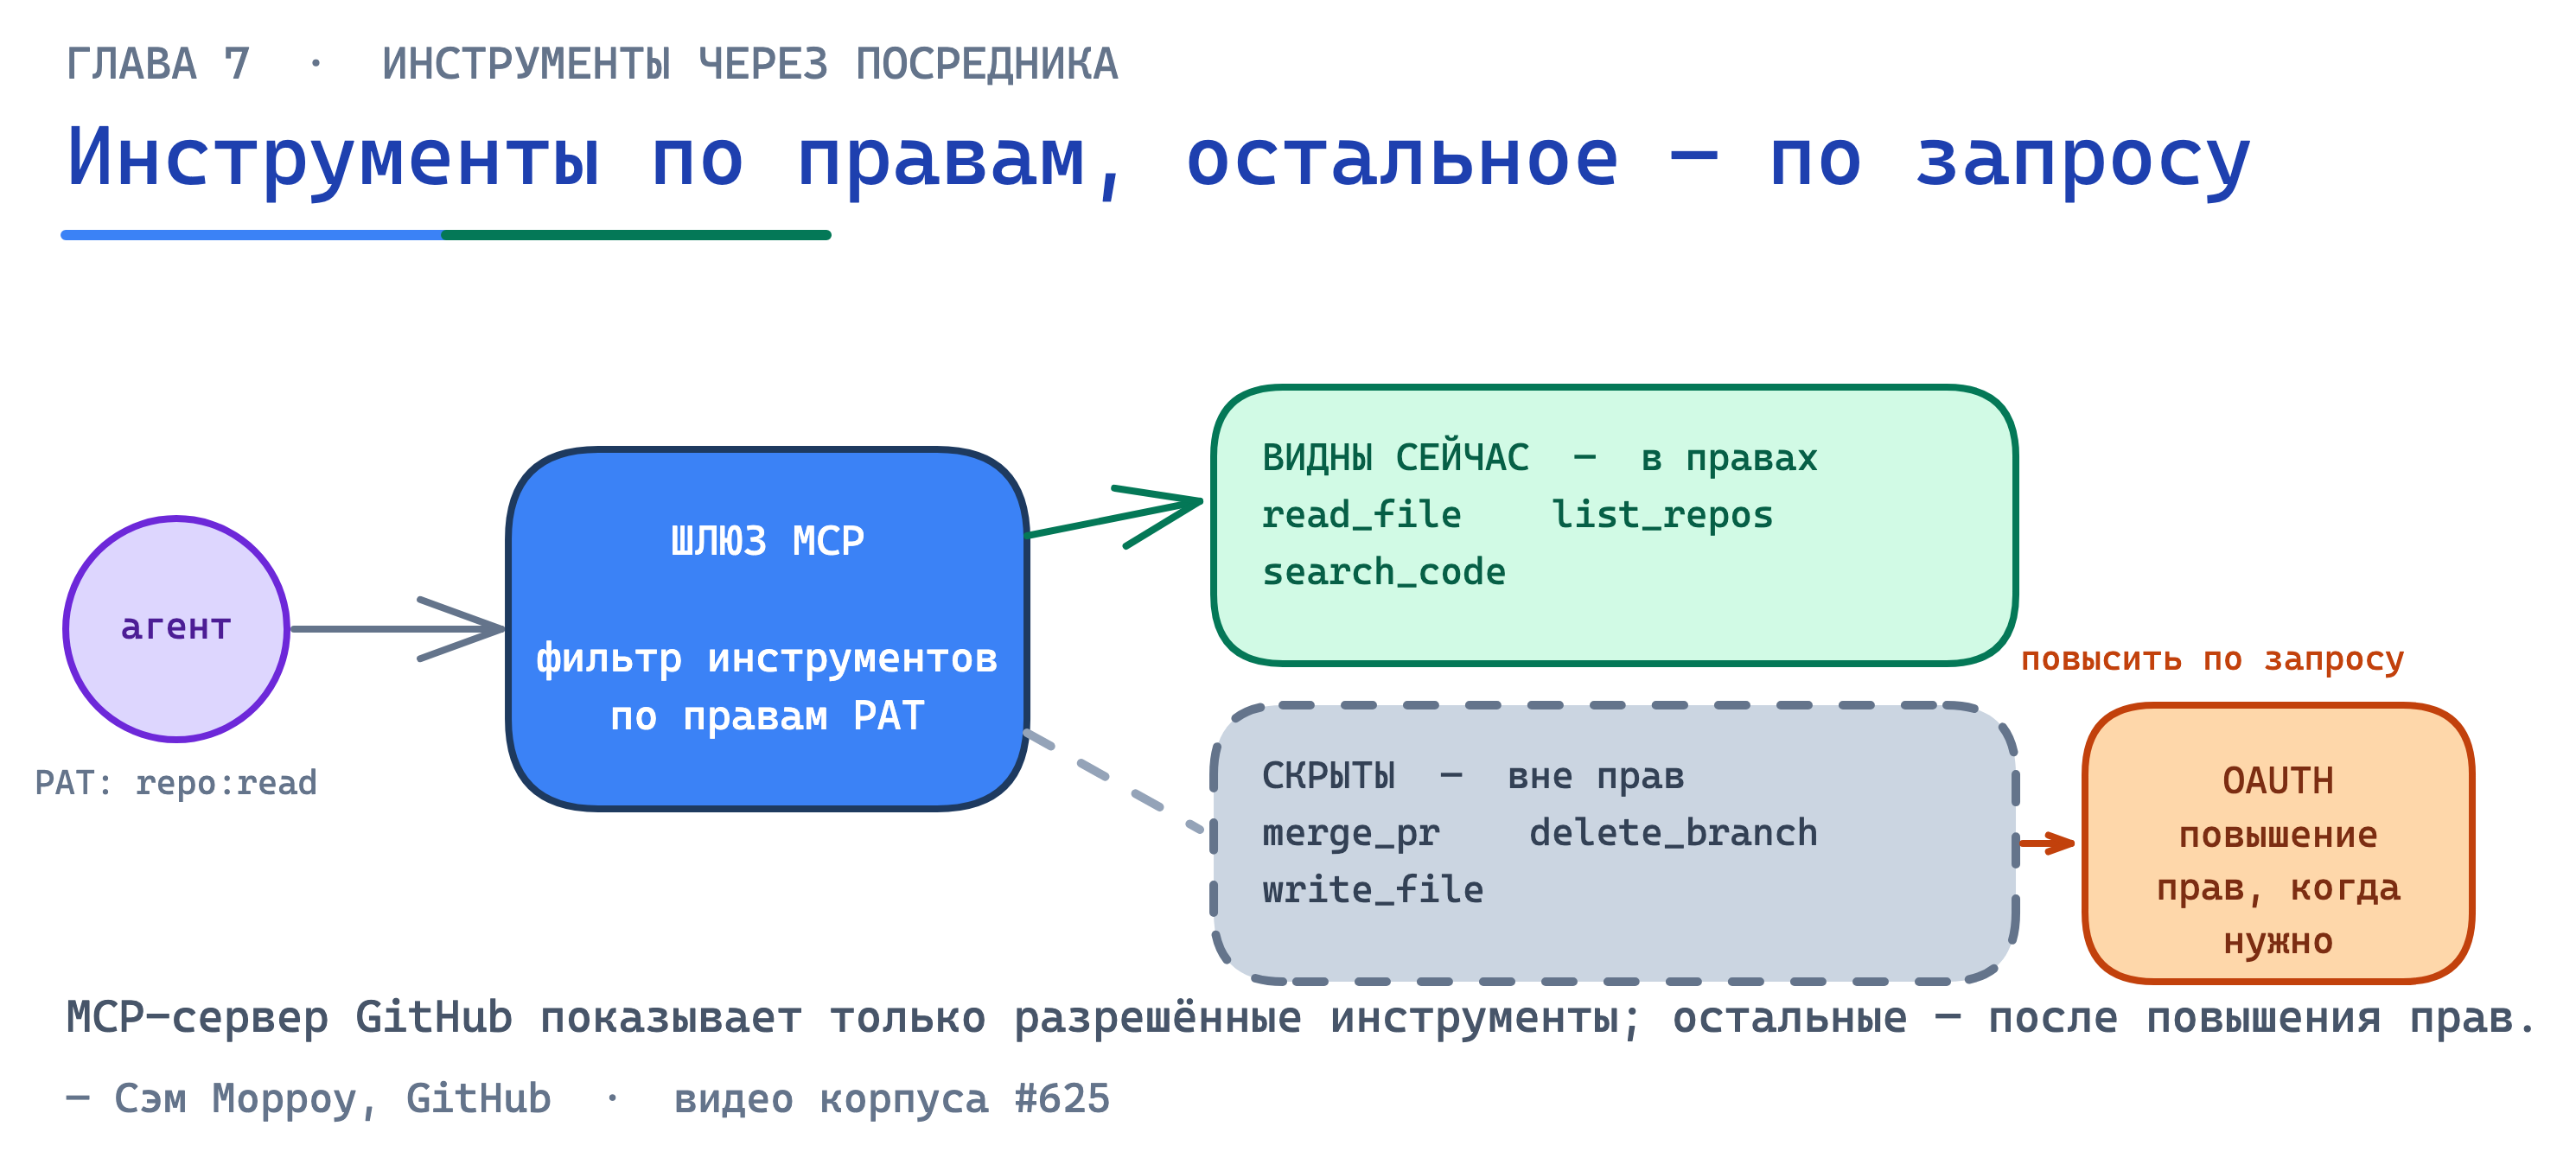 ГЛАВА 7 · ИНСТРУМЕНТЫ ЧЕРЕЗ ПОСРЕДНИКА
Инструменты по правам, остальное — по запросу
агент
PAT: repo:read
ШЛЮЗ MCP
фильтр инструментов
по правам PAT
ВИДНЫ СЕЙЧАС — в правах
read_file list_repos
search_code
СКРЫТЫ — вне прав
merge_pr delete_branch
write_file
повысить по запросу
OAUTH
повышение
прав, когда
нужно
MCP-сервер GitHub показывает только разрешённые инструменты; остальные — после повышения прав.
— Сэм Морроу, GitHub · видео корпуса #625